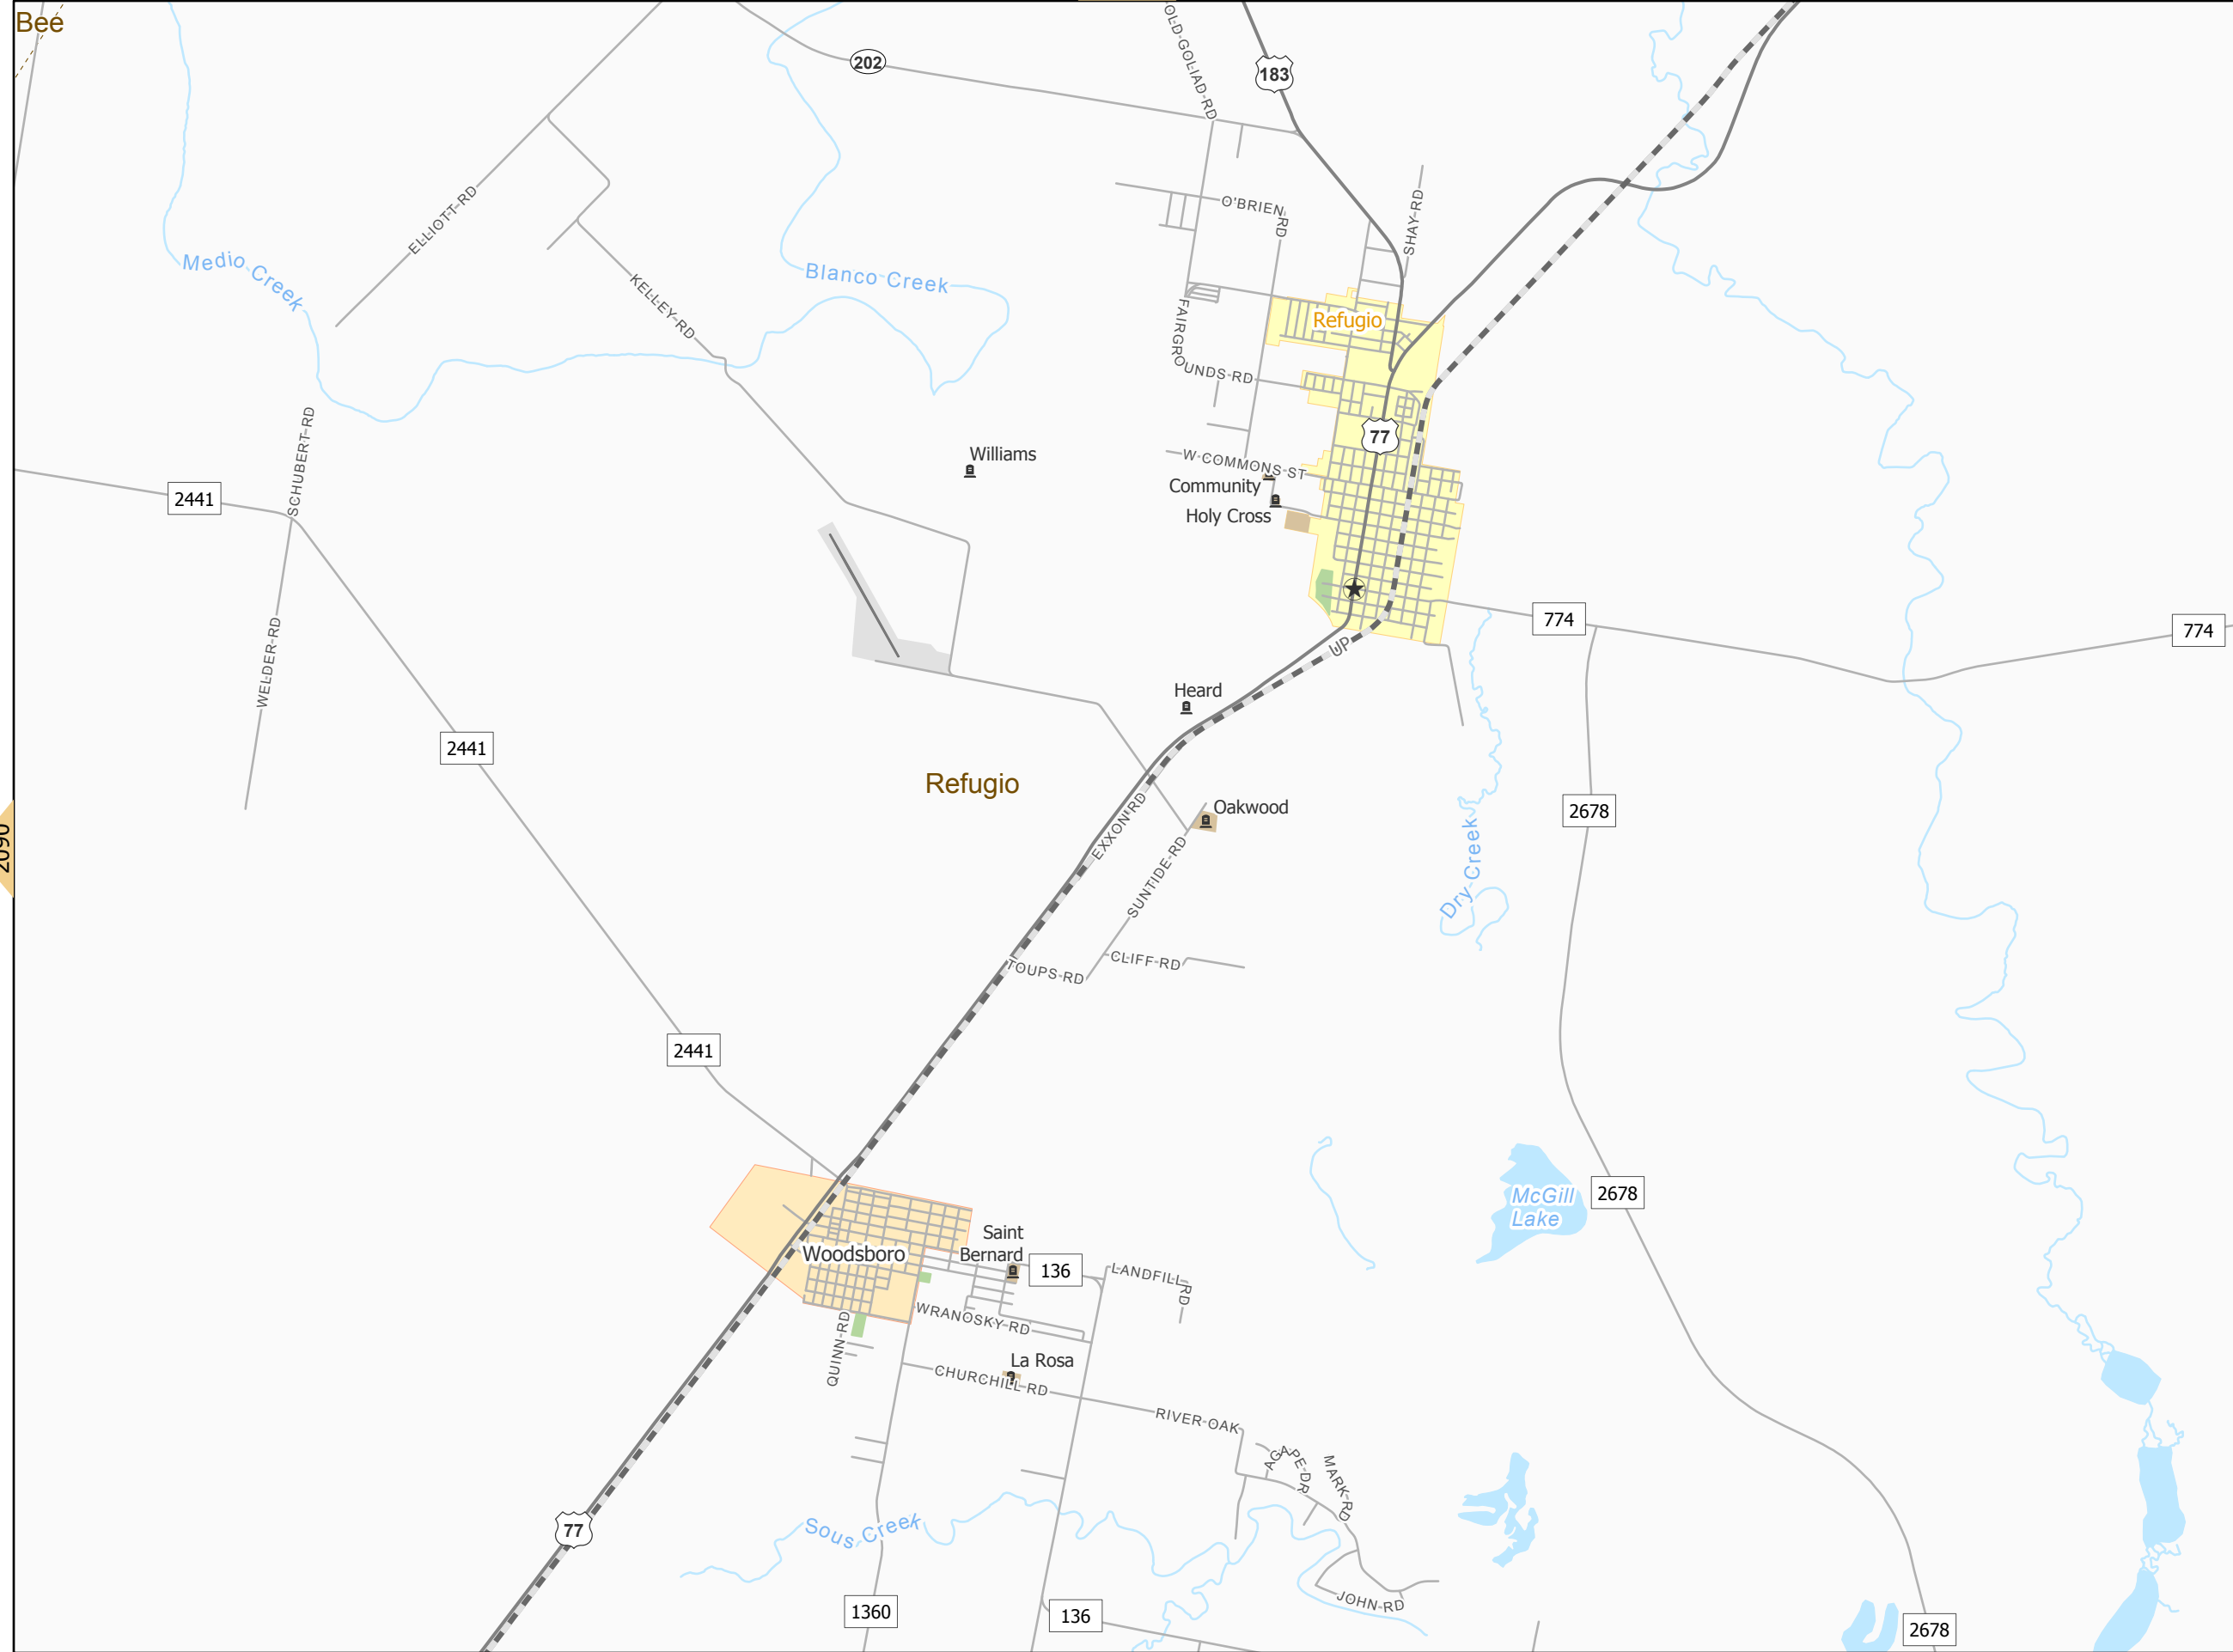 Bee
OLD GOLIAD RD
202
183
ELLIOTT RD
O'BRIEN RD
SHAY RD
Medio Creek
Blanco Creek
KELLEY RD
FAIRGROUNDS RD
Refugio
SCHUBERT RD
77
Williams
W COMMONS ST
2441
Community
Holy Cross
774
774
WELDER RD
UP
Heard
2441
Refugio
Oakwood
2678
EXXON RD
2090
SUNTIDE RD
Dry Creek
TOUPS RD
CLIFF RD
2441
McGill
Lake
2678
Woodsboro
Saint
Bernard
136
LANDFILL RD
WRANOSKY RD
QUINN RD
La Rosa
CHURCHILL RD
RIVER OAK
AGAPE DR
MARK RD
77
Sous Creek
1360
136
JOHN RD
2678